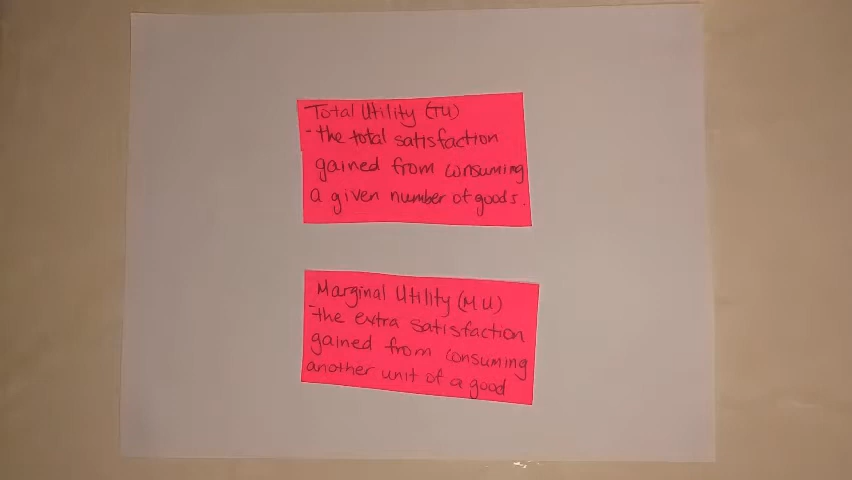 Total Utility (TU)
- the total satisfaction
gained from consuming
a given number of goods.
Marginal Utility (MU)
- the extra satisfaction
gained from consuming
another unit of a good